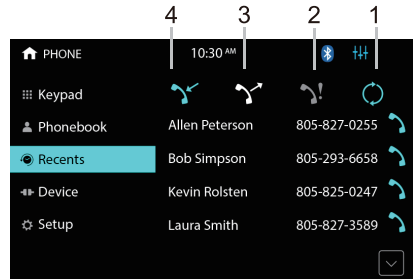 4 3 2 1
PHONE 10:30 AM
Keypad
Phonebook Allen Peterson 805-827-0255
Recents Bob Simpson 805-293-6658
Device Kevin Rolsten 805-825-0247
Setup Laura Smith 805-827-3589